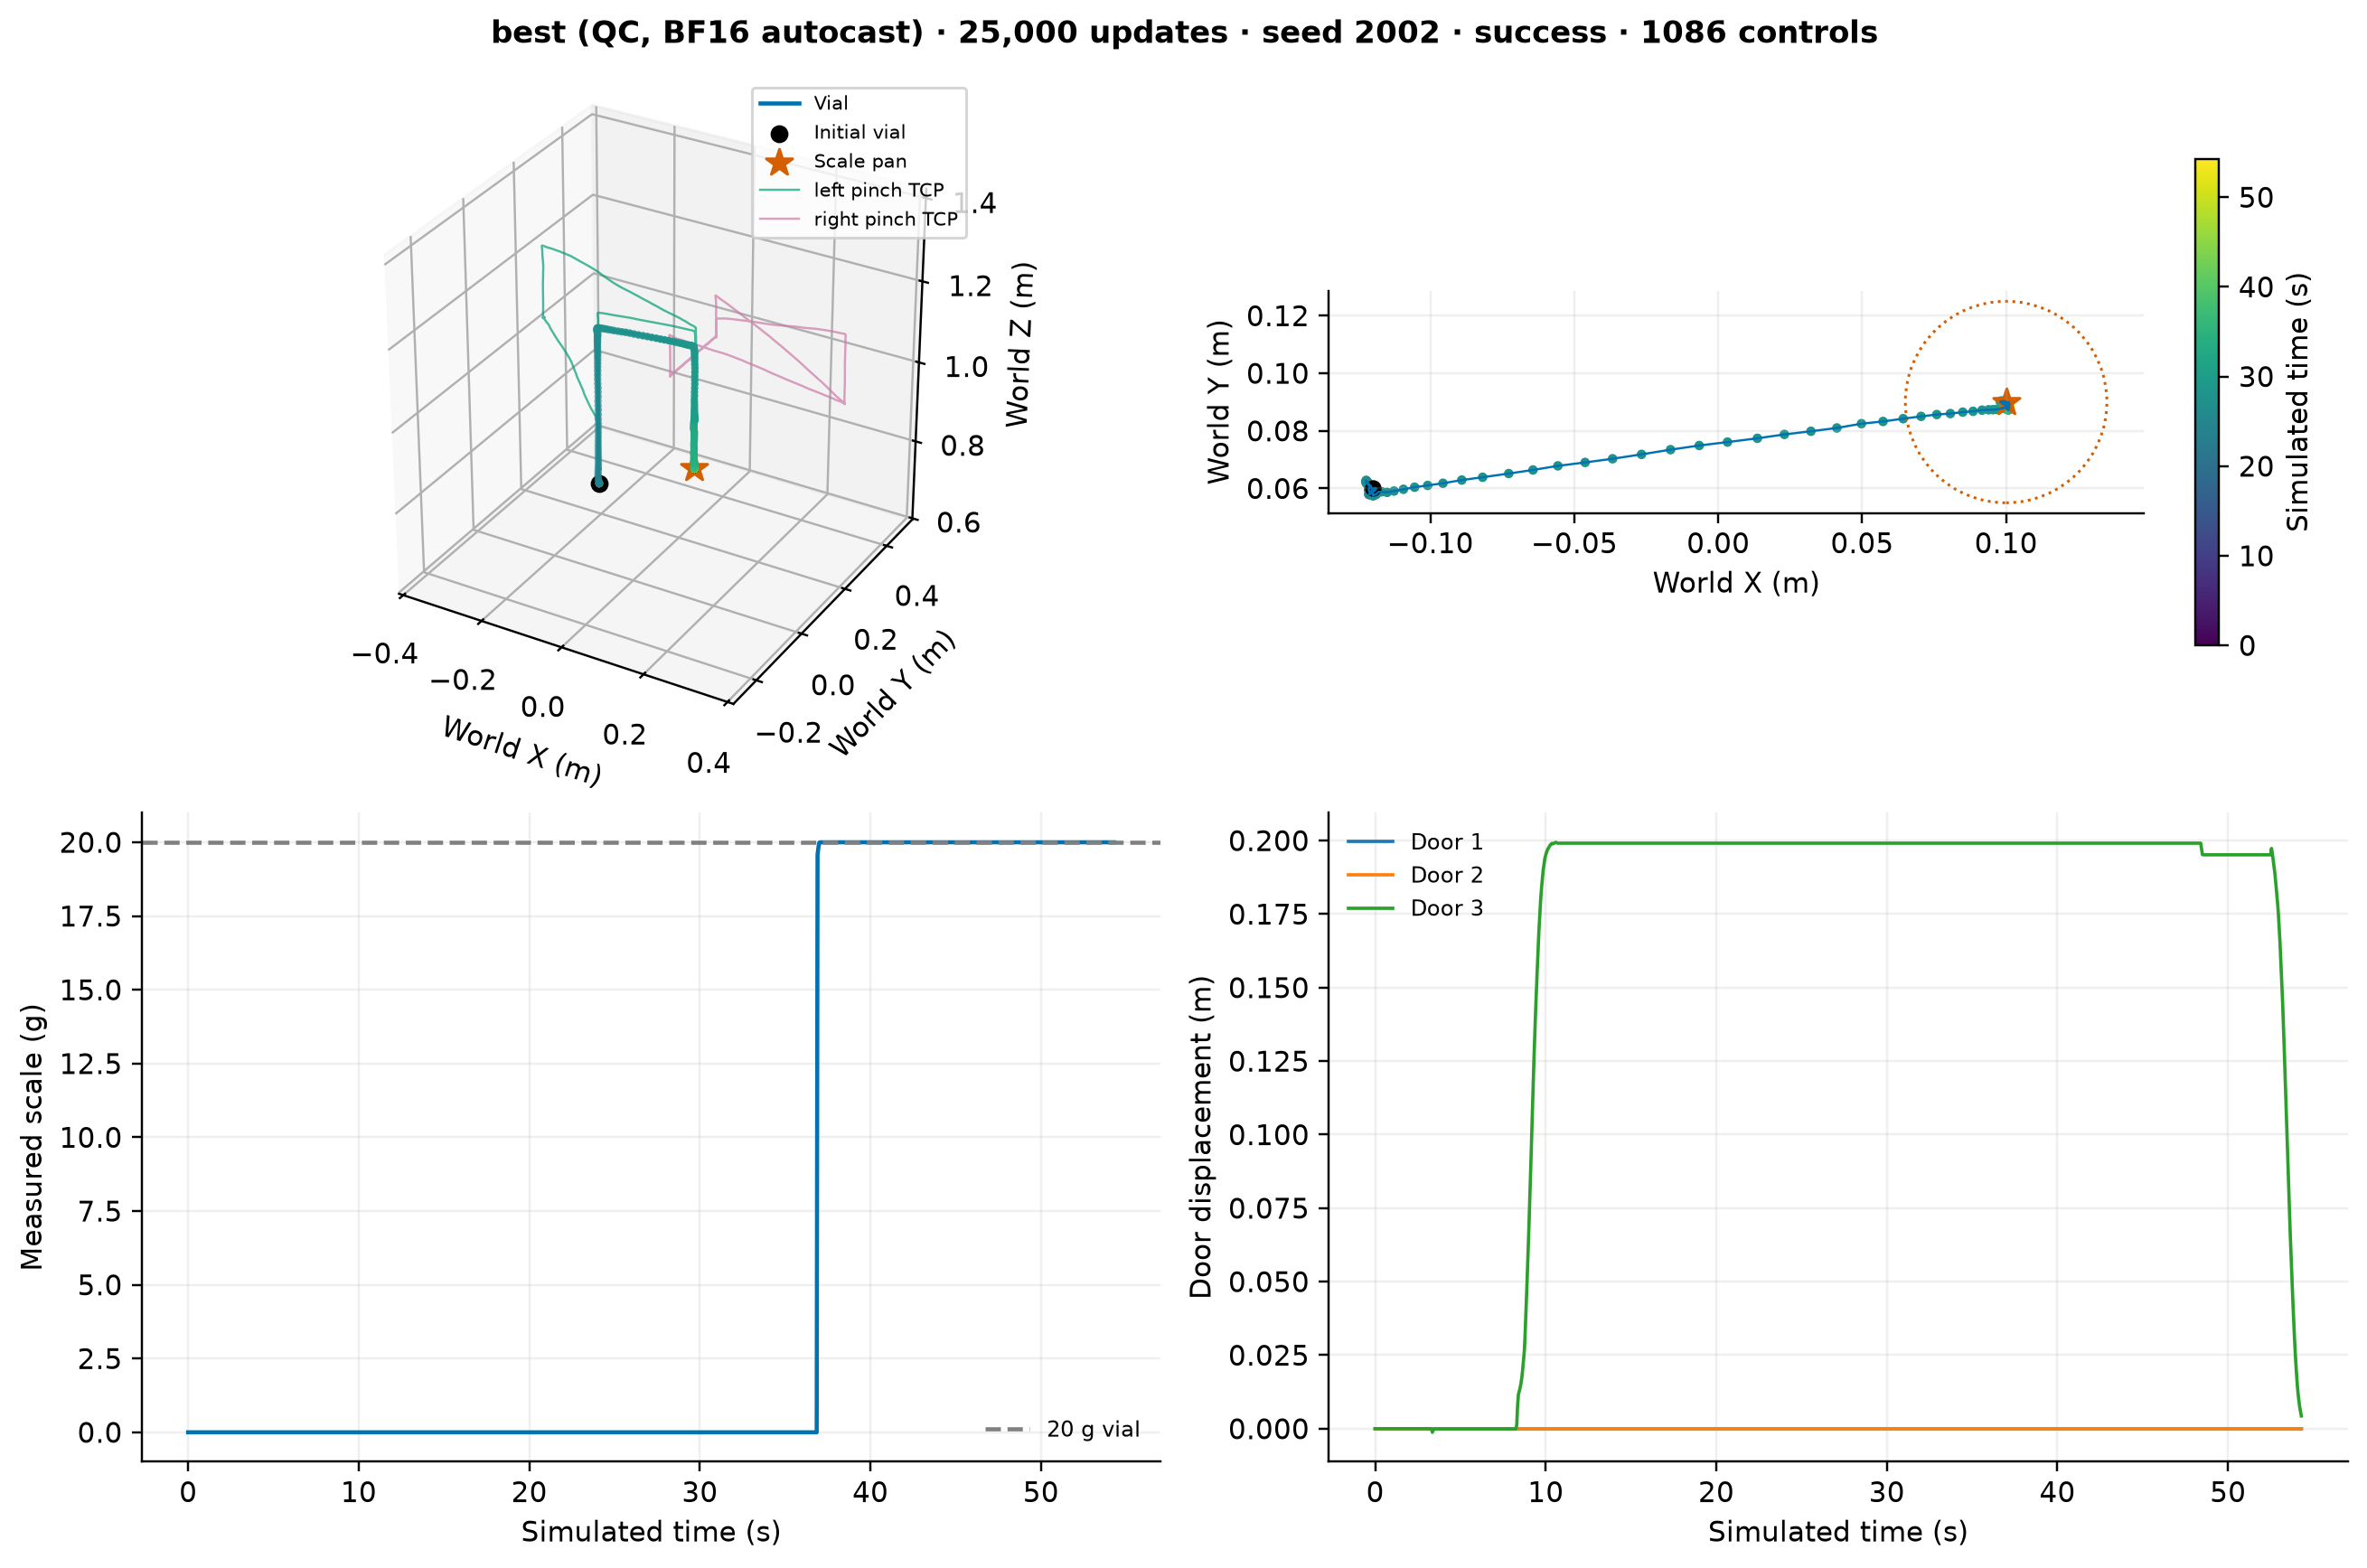 best (QC, BF16 autocast) · 25,000 updates · seed 2002 · success · 1086 controls
Vial
Initial vial
Scale pan
left pinch TCP
right pinch TCP
1.4
1.2
1.0
0.8
0.6
World Z (m)
−0.4
−0.2
0.0
0.2
0.4
World X (m)
−0.2
0.0
0.2
0.4
World Y (m)
0.12
0.10
0.08
0.06
World Y (m)
−0.10
−0.05
0.00
0.05
0.10
World X (m)
50
40
30
20
10
0
Simulated time (s)
20.0
17.5
15.0
12.5
10.0
7.5
5.0
2.5
0.0
Measured scale (g)
20 g vial
0
10
20
30
40
50
Simulated time (s)
Door 1
Door 2
Door 3
0.200
0.175
0.150
0.125
0.100
0.075
0.050
0.025
0.000
Door displacement (m)
0
10
20
30
40
50
Simulated time (s)